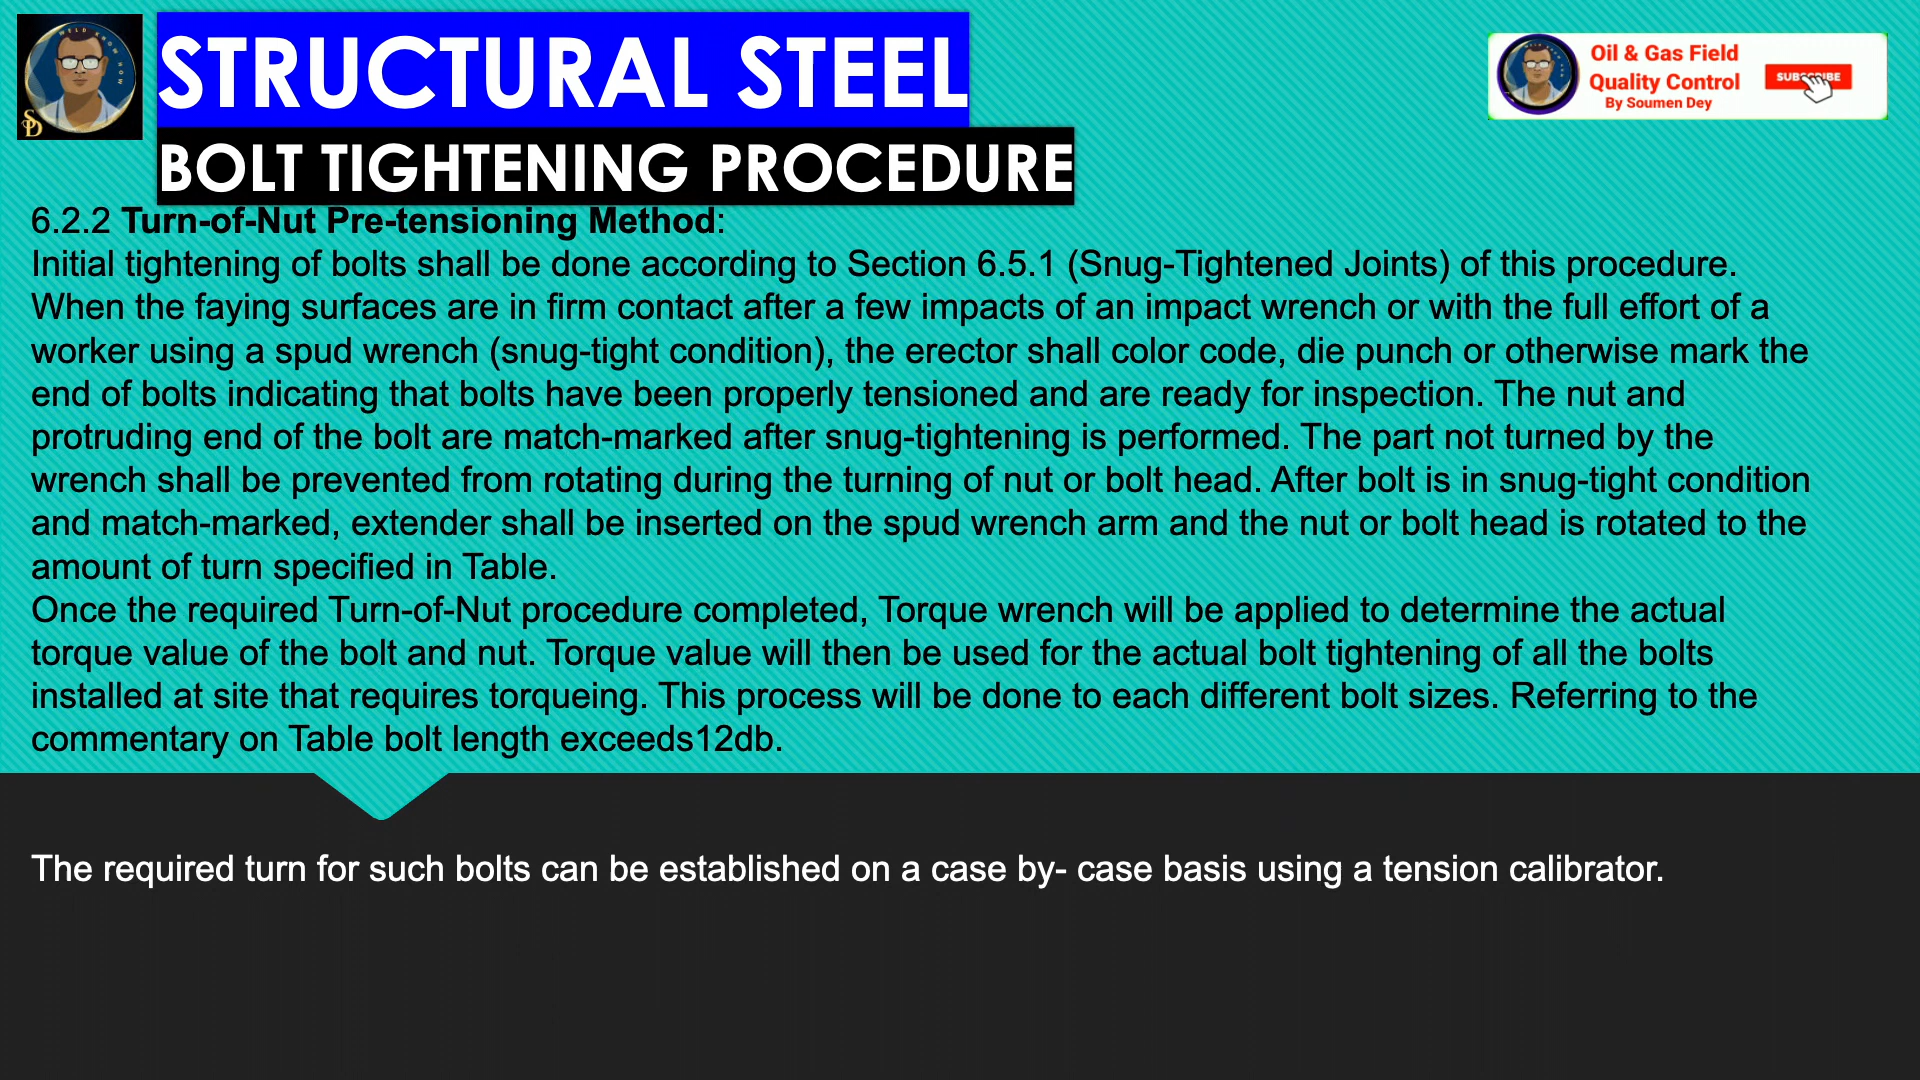 WELD KNOW HOW
SD
STRUCTURAL STEEL
BOLT TIGHTENING PROCEDURE
Oil & Gas Field
Quality Control
By Soumen Dey
SUBSCRIBE
6.2.2 Turn-of-Nut Pre-tensioning Method:
Initial tightening of bolts shall be done according to Section 6.5.1 (Snug-Tightened Joints) of this procedure.
When the faying surfaces are in firm contact after a few impacts of an impact wrench or with the full effort of a
worker using a spud wrench (snug-tight condition), the erector shall color code, die punch or otherwise mark the
end of bolts indicating that bolts have been properly tensioned and are ready for inspection. The nut and
protruding end of the bolt are match-marked after snug-tightening is performed. The part not turned by the
wrench shall be prevented from rotating during the turning of nut or bolt head. After bolt is in snug-tight condition
and match-marked, extender shall be inserted on the spud wrench arm and the nut or bolt head is rotated to the
amount of turn specified in Table.
Once the required Turn-of-Nut procedure completed, Torque wrench will be applied to determine the actual
torque value of the bolt and nut. Torque value will then be used for the actual bolt tightening of all the bolts
installed at site that requires torqueing. This process will be done to each different bolt sizes. Referring to the
commentary on Table bolt length exceeds12db.
The required turn for such bolts can be established on a case by- case basis using a tension calibrator.